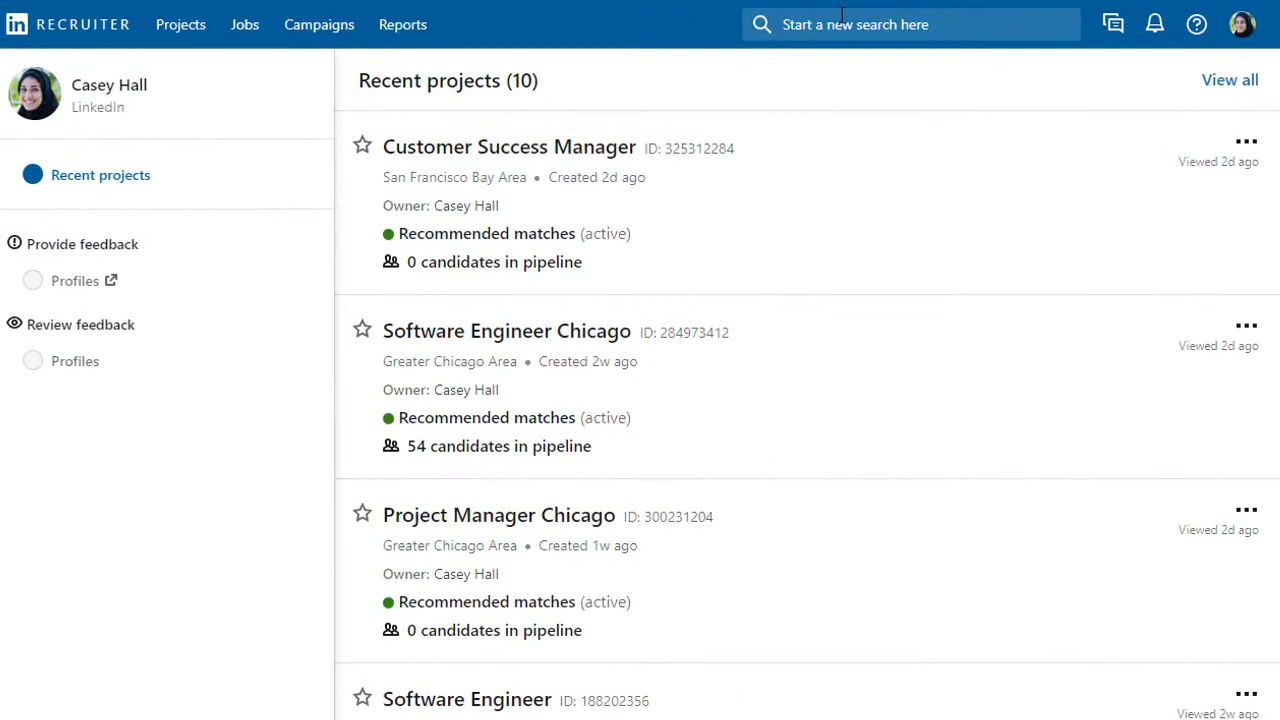 in RECRUITER Projects Jobs Campaigns Reports Start a new search here
Casey Hall
LinkedIn
Recent projects
Provide feedback
Profiles
Review feedback
Profiles
Recent projects (10) View all
Customer Success Manager ID: 325312284
Viewed 2d ago
San Francisco Bay Area • Created 2d ago
Owner: Casey Hall
Recommended matches (active)
0 candidates in pipeline
Software Engineer Chicago ID: 284973412
Viewed 2d ago
Greater Chicago Area • Created 2w ago
Owner: Casey Hall
Recommended matches (active)
54 candidates in pipeline
Project Manager Chicago ID: 300231204
Viewed 2d ago
Greater Chicago Area • Created 1w ago
Owner: Casey Hall
Recommended matches (active)
0 candidates in pipeline
Software Engineer ID: 188202356
Viewed 2w ago